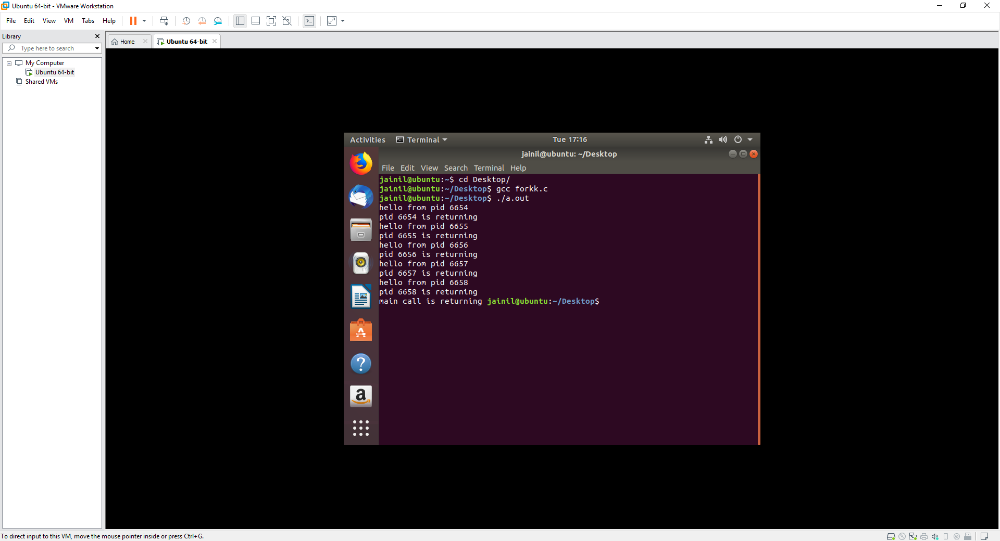 Ubuntu 64-bit - VMware Workstation
File Edit View VM Tabs Help
Library
Type here to search
My Computer
Ubuntu 64-bit
Shared VMs
Home
Ubuntu 64-bit
Activities Terminal Tue 17:16
jainil@ubuntu: ~/Desktop
File Edit View Search Terminal Help
jainil@ubuntu:~$ cd Desktop/
jainil@ubuntu:~/Desktop$ gcc forkk.c
jainil@ubuntu:~/Desktop$ ./a.out
hello from pid 6654
pid 6654 is returning
hello from pid 6655
pid 6655 is returning
hello from pid 6656
pid 6656 is returning
hello from pid 6657
pid 6657 is returning
hello from pid 6658
pid 6658 is returning
main call is returning jainil@ubuntu:~/Desktop$
To direct input to this VM, move the mouse pointer inside or press Ctrl+G.